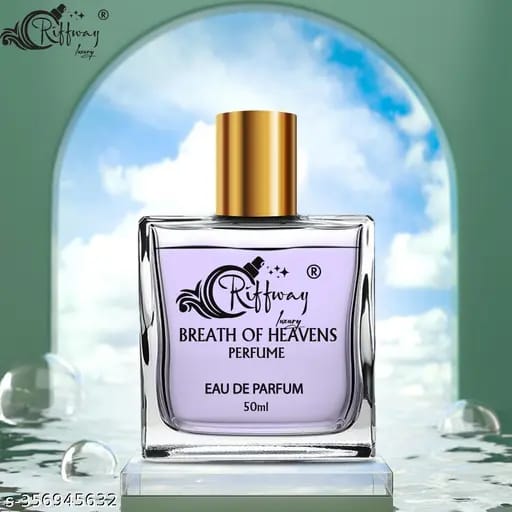 Riffway ®
luxury
Riffway ®
luxury
BREATH OF HEAVENS
PERFUME
EAU DE PARFUM
50ml
s-356945632